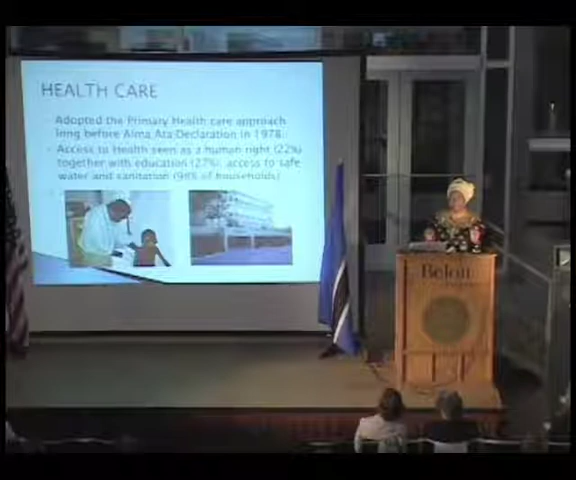 HEALTH CARE
Adopted the Primary Health care approach
long before Alma Ata Declaration in 1978.
Access to Health seen as a human right (22%)
together with education (27%), access to safe
water and sanitation (94% of households)
Beloit